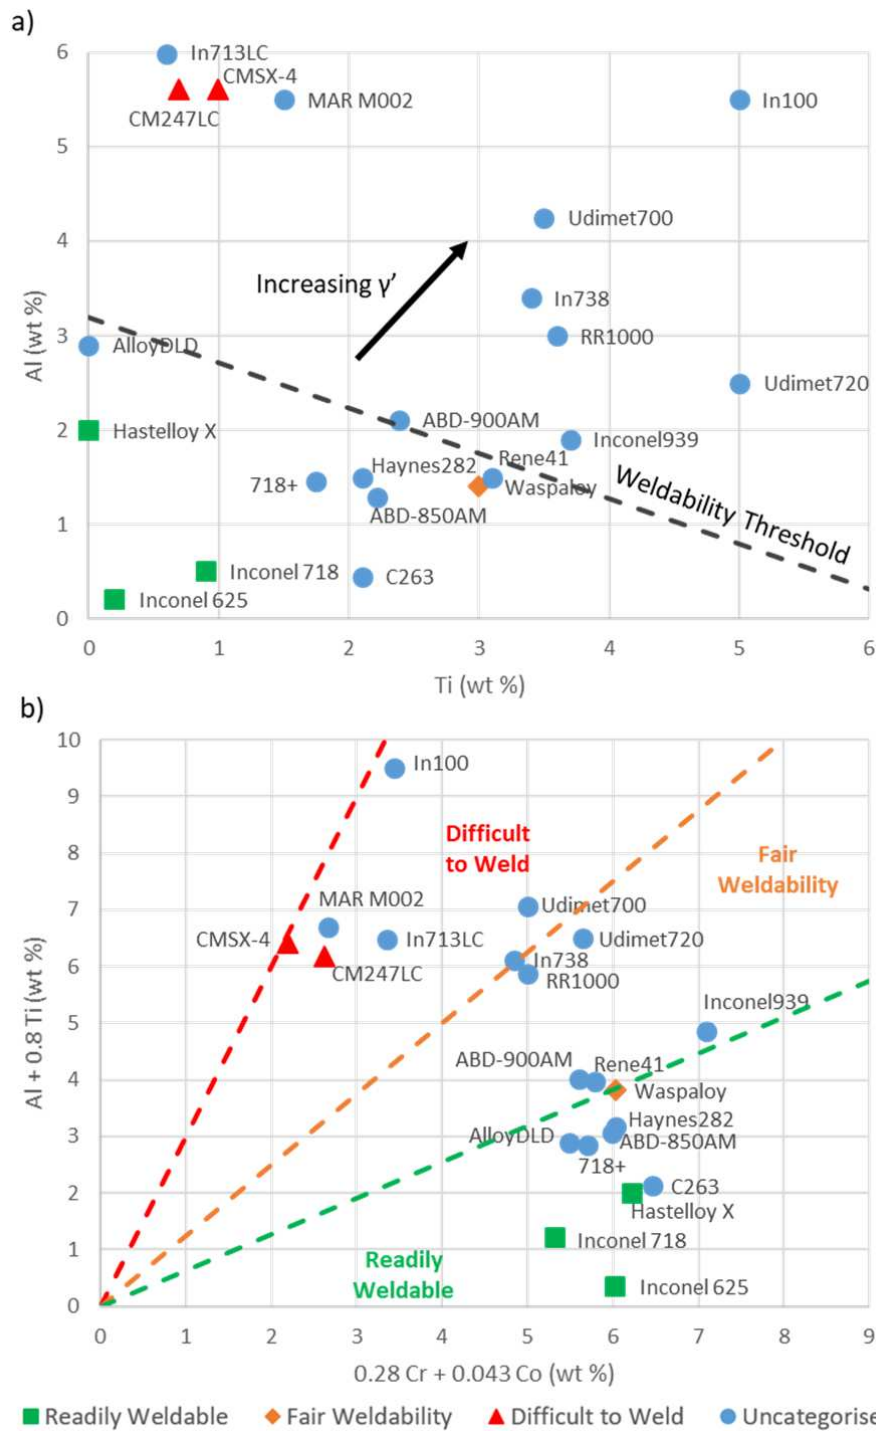 a)
6
In713LC
CMSX-4
CM247LC
MAR M002
In100
5
Udimet700
4
Increasing γ'
In738
3
RR1000
AlloyDLD
Udimet720
Al (wt %)
2
Hastelloy X
ABD-900AM
Inconel939
Haynes282
Rene41
718+
Waspaloy
ABD-850AM
Weldability Threshold
1
Inconel 718
C263
Inconel 625
0
0 1 2 3 4 5 6
Ti (wt %)
b)
10
In100
9
Difficult
to Weld
Fair
Weldability
8
MAR M002
7
Udimet700
CMSX-4
In713LC
Udimet720
CM247LC
In738
6
RR1000
Al + 0.8 Ti (wt %)
Inconel939
5
ABD-900AM
Rene41
4
Waspaloy
Haynes282
AlloyDLD
ABD-850AM
3
718+
C263
2
Hastelloy X
Inconel 718
1
Readily
Weldable
Inconel 625
0
0 1 2 3 4 5 6 7 8 9
0.28 Cr + 0.043 Co (wt %)
Readily Weldable Fair Weldability Difficult to Weld Uncategorise